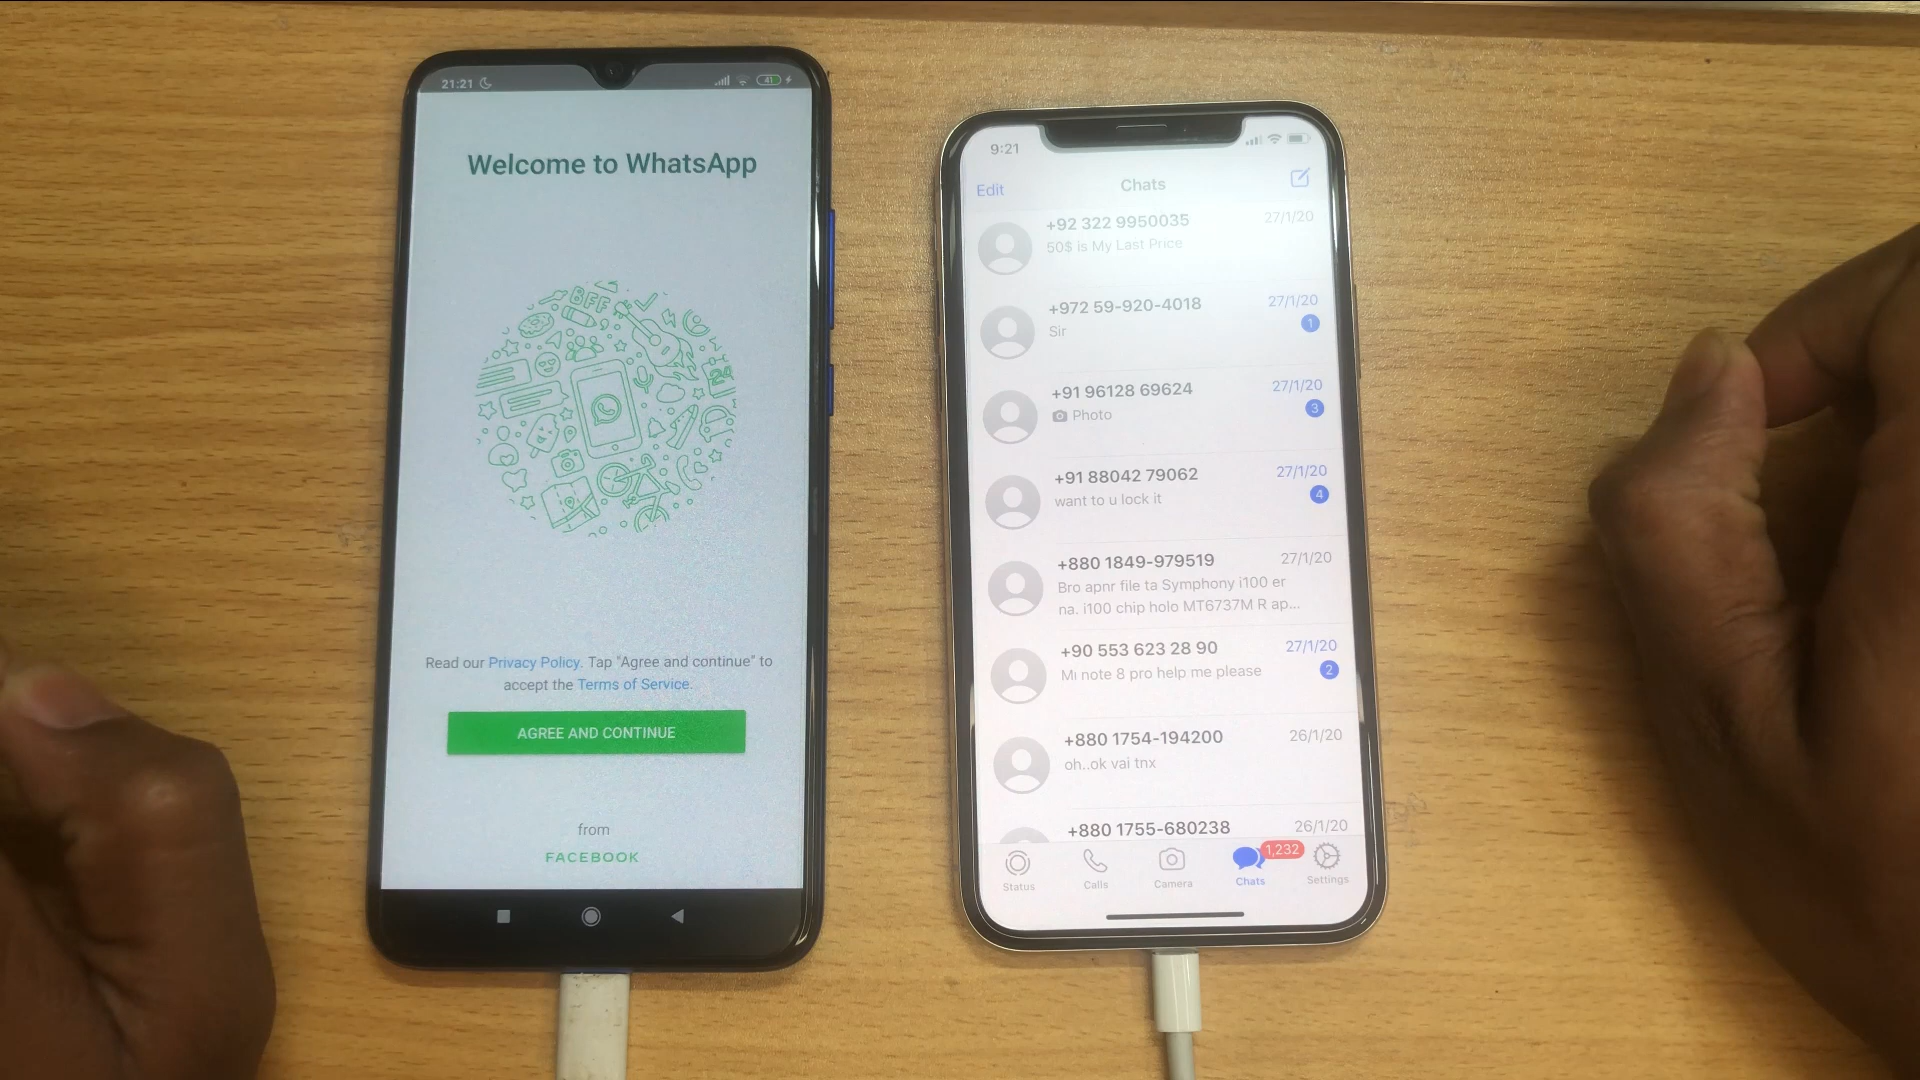 21:21
41
Welcome to WhatsApp
BFF
24
Read our Privacy Policy. Tap "Agree and continue" to
accept the Terms of Service.
AGREE AND CONTINUE
from
FACEBOOK
9:21
Edit
Chats
+92 322 9950035
27/1/20
50$ is My Last Price
+972 59-920-4018
27/1/20
Sir
1
+91 96128 69624
27/1/20
Photo
3
+91 88042 79062
27/1/20
want to u lock it
4
+880 1849-979519
27/1/20
Bro apnr file ta Symphony i100 er
na. i100 chip holo MT6737M R ap...
+90 553 623 28 90
27/1/20
Mı note 8 pro help me please
2
+880 1754-194200
26/1/20
oh..ok vai tnx
+880 1755-680238
26/1/20
1,232
Status
Calls
Camera
Chats
Settings